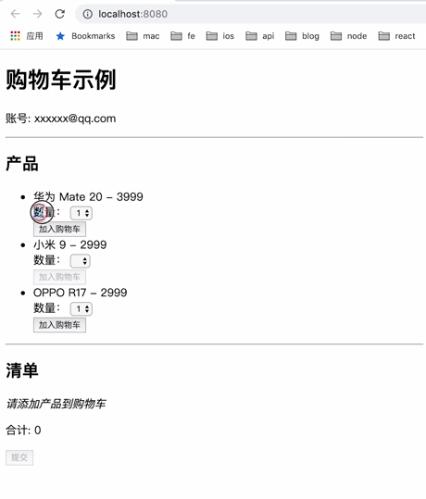 localhost:8080
应用 Bookmarks mac fe ios api blog node react
购物车示例
账号: xxxxxx@qq.com
产品
华为 Mate 20 - 3999
数量： 1
加入购物车
小米 9 - 2999
数量：
加入购物车
OPPO R17 - 2999
数量： 1
加入购物车
清单
请添加产品到购物车
合计: 0
提交